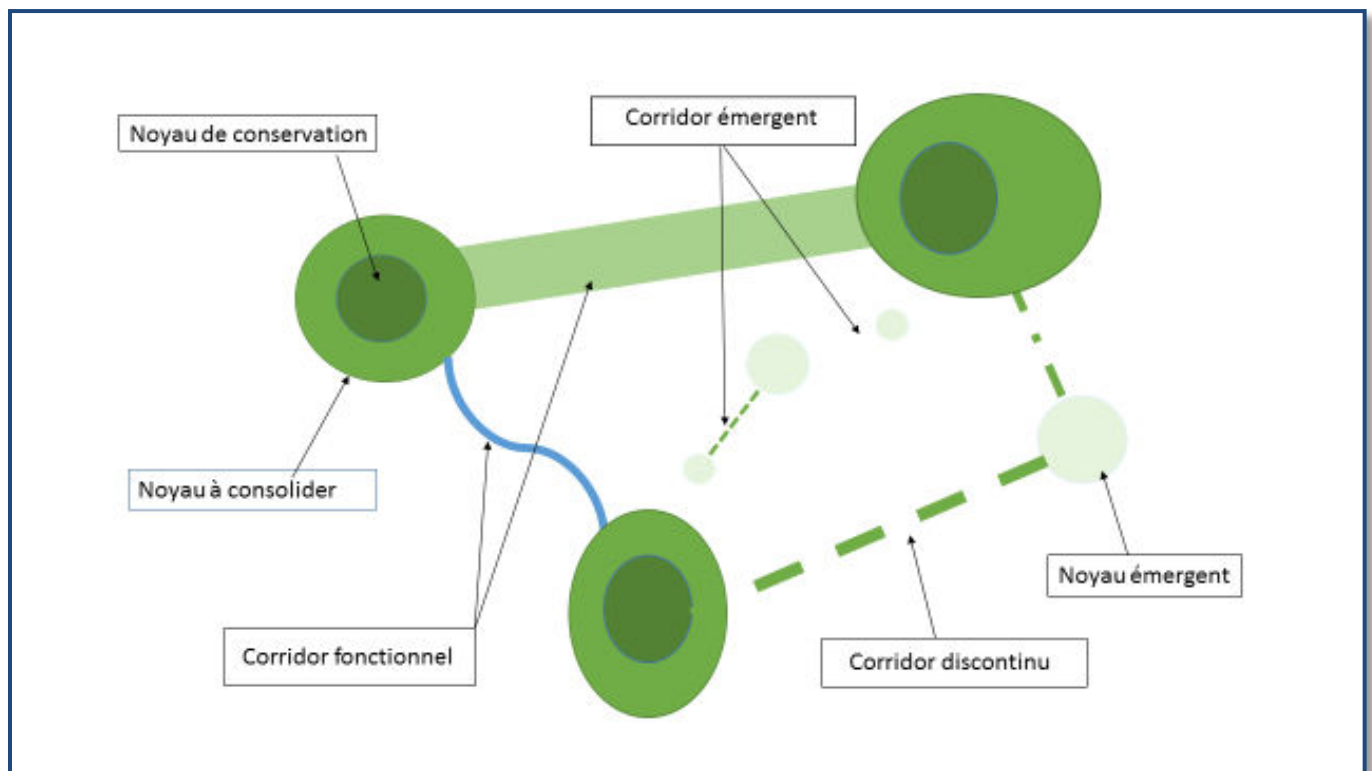 Corridor émergent
Noyau de conservation
Noyau à consolider
Noyau émergent
Corridor fonctionnel
Corridor discontinu